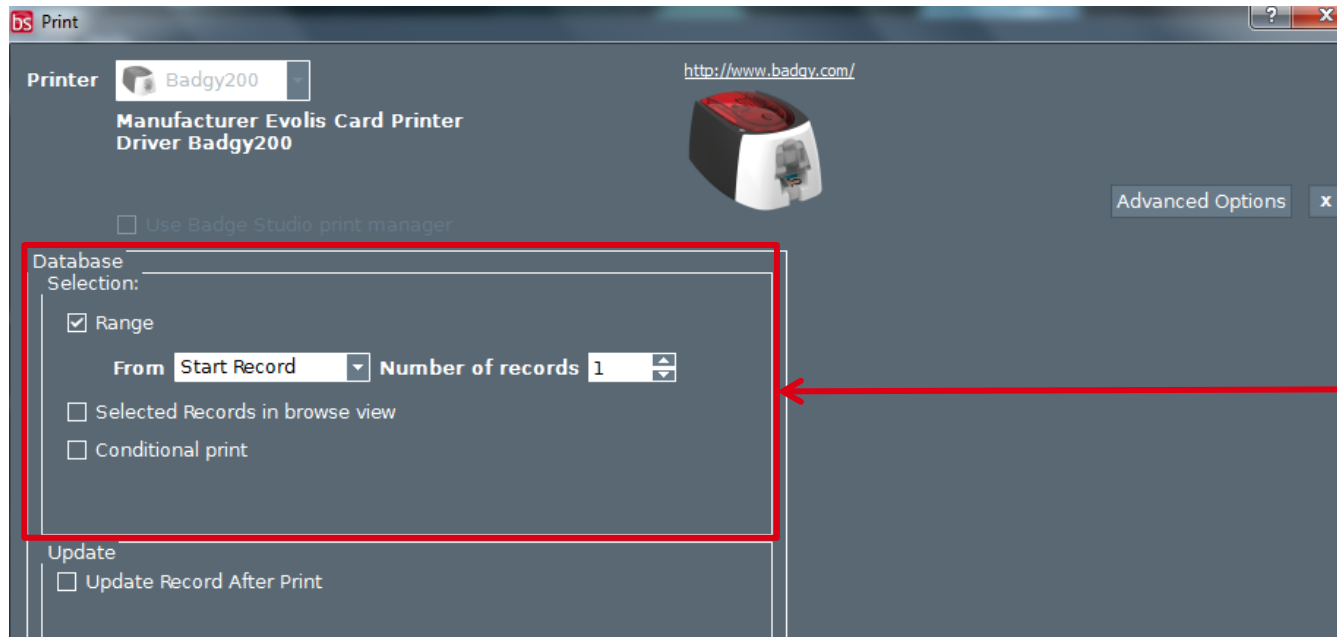 bs Print ? X
Printer Badgy200
http://www.badgy.com/
Manufacturer Evolis Card Printer
Driver Badgy200
Advanced Options x
Use Badge Studio print manager
Database
Selection:
Range
From Start Record Number of records 1
Selected Records in browse view
Conditional print
Update
Update Record After Print